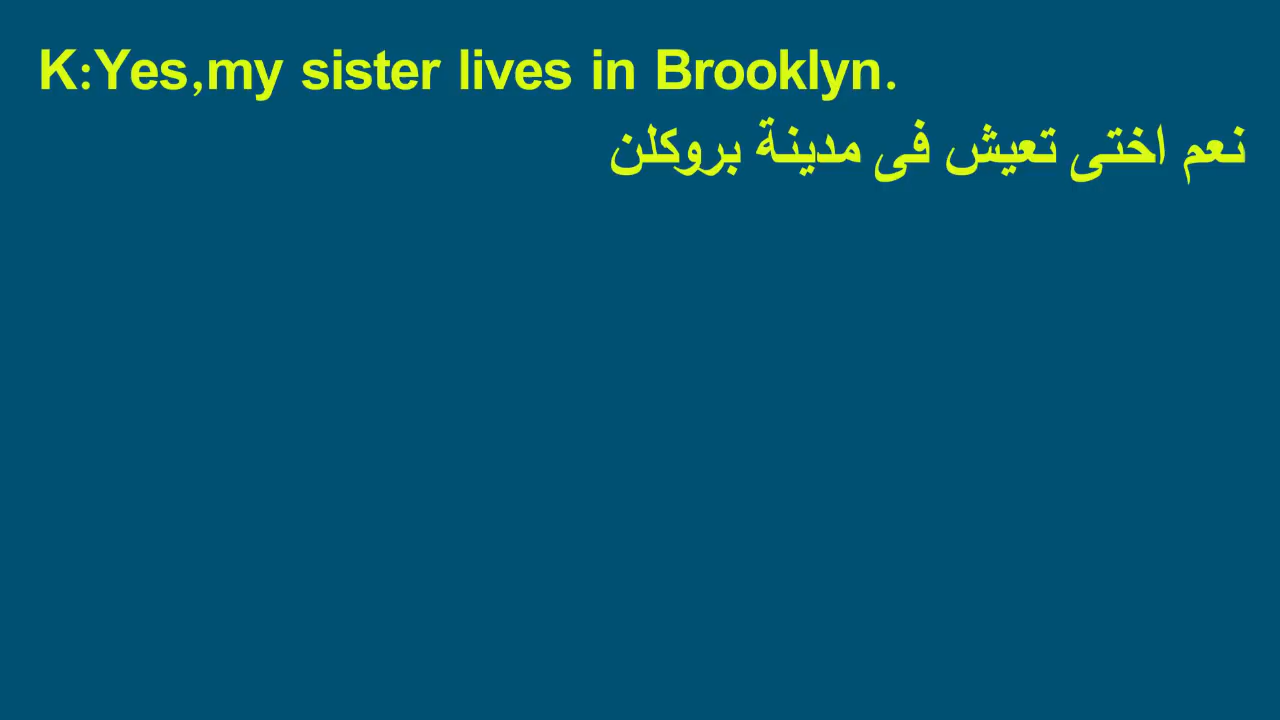 K:Yes,my sister lives in Brooklyn.
نعم اختى تعيش فى مدينة بروكلن